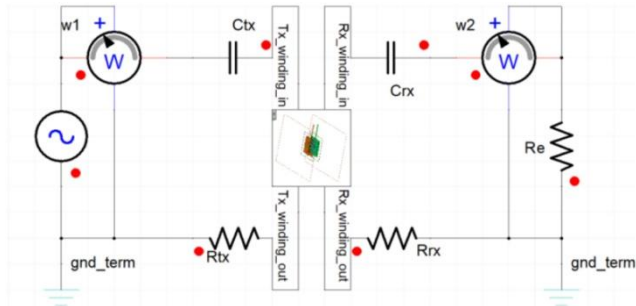 w1
+
W
Ctx
Tx_winding_in
Rx_winding_in
Crx
w2
+
W
Re
Tx_winding_out
Rx_winding_out
Rtx
Rrx
gnd_term
gnd_term